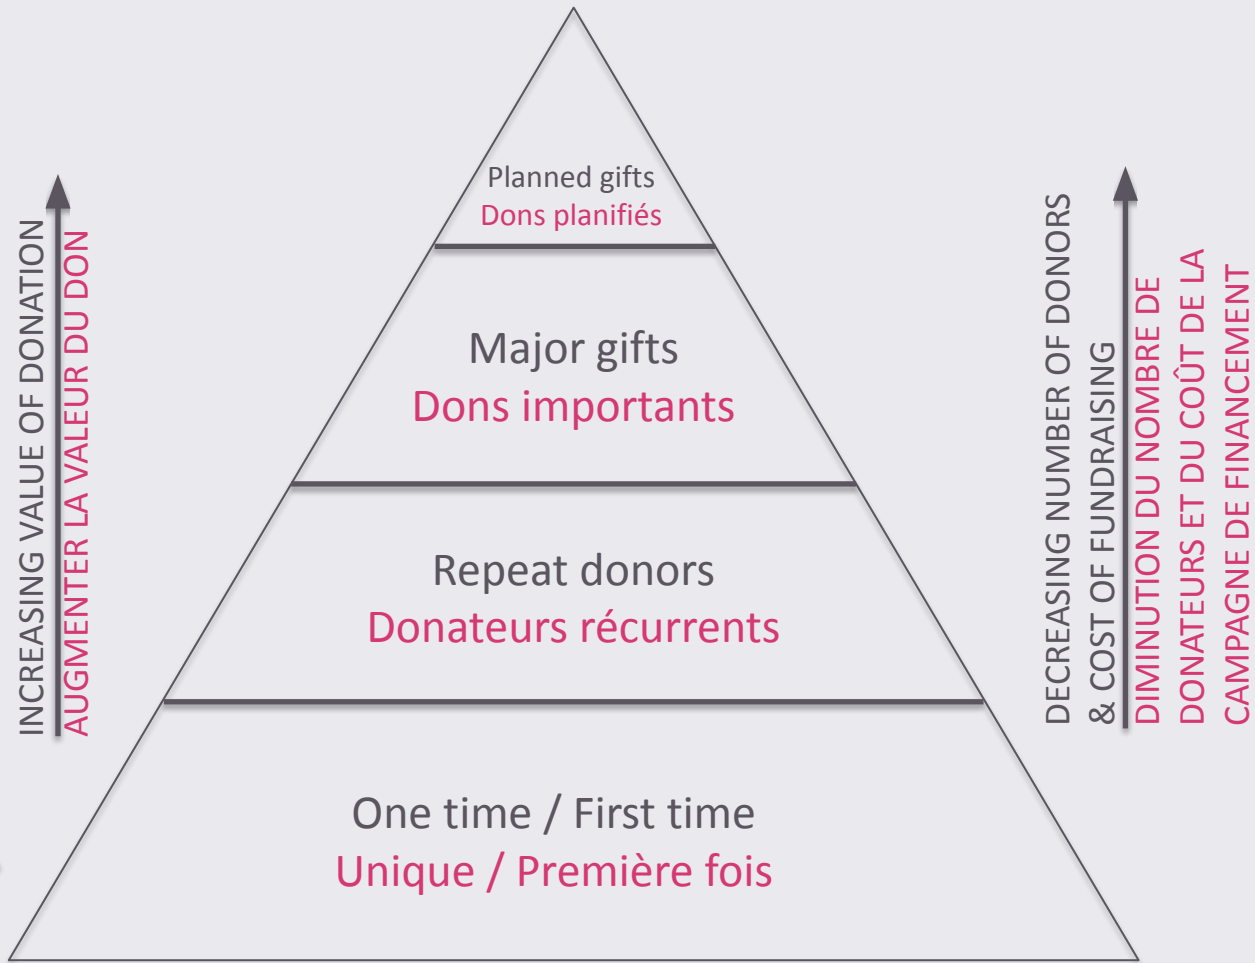 Planned gifts
Dons planifiés
Major gifts
Dons importants
Repeat donors
Donateurs récurrents
One time / First time
Unique / Première fois
INCREASING VALUE OF DONATION
AUGMENTER LA VALEUR DU DON
DECREASING NUMBER OF DONORS
& COST OF FUNDRAISING
DIMINUTION DU NOMBRE DE
DONATEURS ET DU COÛT DE LA
CAMPAGNE DE FINANCEMENT